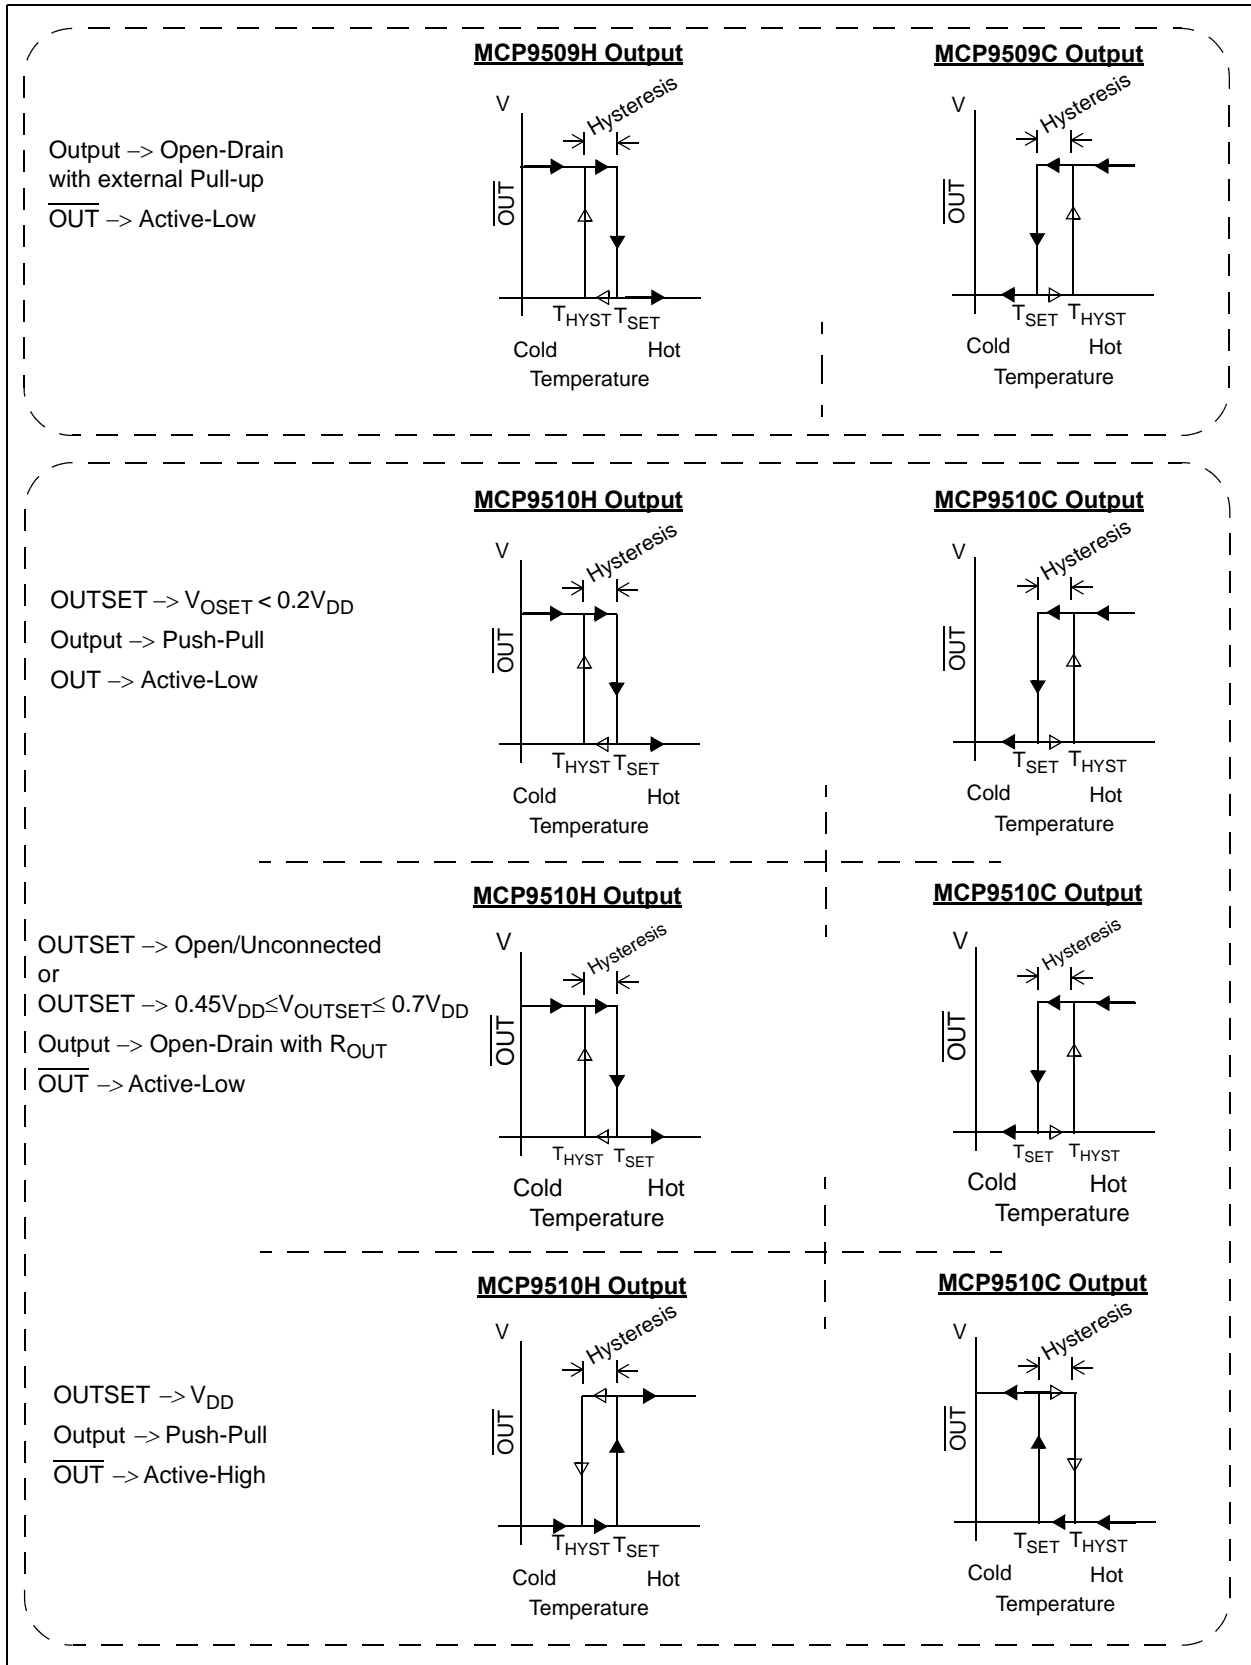 MCP9509H Output
MCP9509C Output
Output –> Open-Drain
with external Pull-up
OUT –> Active-Low
V
Hysteresis
OUT
THYST TSET
Cold Hot
Temperature
V
Hysteresis
OUT
TSET THYST
Cold Hot
Temperature
MCP9510H Output
MCP9510C Output
OUTSET –> VOSET < 0.2VDD
Output –> Push-Pull
OUT –> Active-Low
V
Hysteresis
OUT
THYST TSET
Cold Hot
Temperature
V
Hysteresis
OUT
TSET THYST
Cold Hot
Temperature
MCP9510H Output
MCP9510C Output
OUTSET –> Open/Unconnected
or
OUTSET –> 0.45VDD≤VOUTSET≤ 0.7VDD
Output –> Open-Drain with ROUT
OUT –> Active-Low
V
Hysteresis
OUT
THYST TSET
Cold Hot
Temperature
V
Hysteresis
OUT
TSET THYST
Cold Hot
Temperature
MCP9510H Output
MCP9510C Output
OUTSET –> VDD
Output –> Push-Pull
OUT –> Active-High
V
Hysteresis
OUT
THYST TSET
Cold Hot
Temperature
V
Hysteresis
OUT
TSET THYST
Cold Hot
Temperature